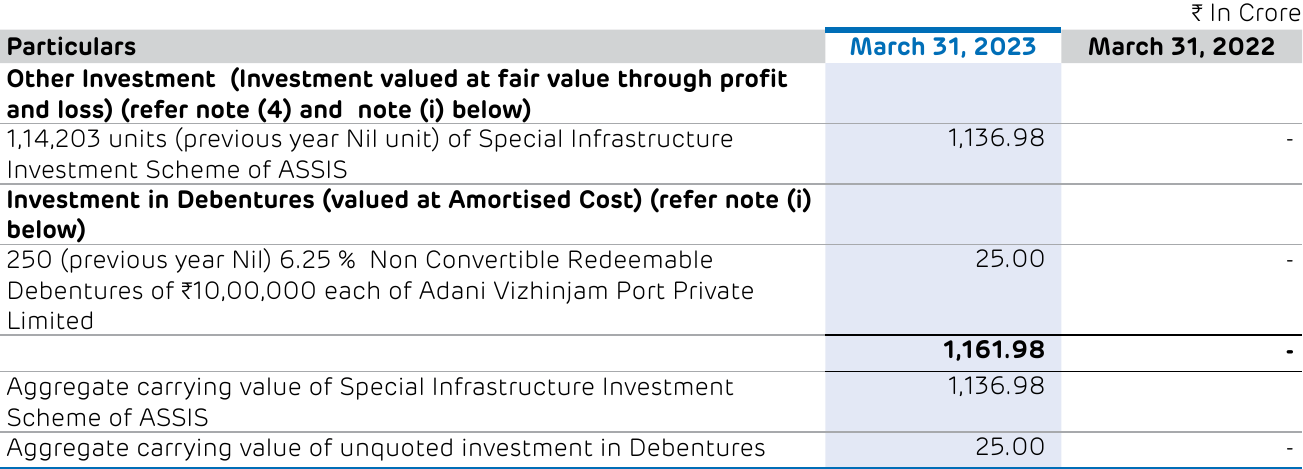 ₹ In Crore
Particulars March 31, 2023 March 31, 2022
Other Investment (Investment valued at fair value through profit
and loss) (refer note (4) and note (i) below)
1,14,203 units (previous year Nil unit) of Special Infrastructure 1,136.98 -
Investment Scheme of ASSIS
Investment in Debentures (valued at Amortised Cost) (refer note (i)
below)
250 (previous year Nil) 6.25 % Non Convertible Redeemable 25.00 -
Debentures of ₹10,00,000 each of Adani Vizhinjam Port Private
Limited
1,161.98 -
Aggregate carrying value of Special Infrastructure Investment 1,136.98
Scheme of ASSIS
Aggregate carrying value of unquoted investment in Debentures 25.00 -